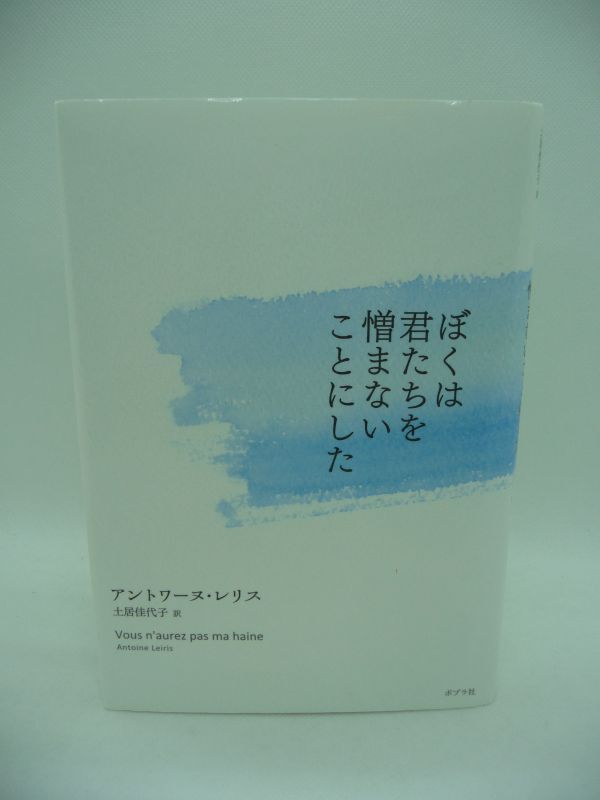 ぼくは
君たちを
憎まない
ことにした
アントワーヌ・レリス
土居佳代子 訳
Vous n'aurez pas ma haine
Antoine Leiris
ポプラ社